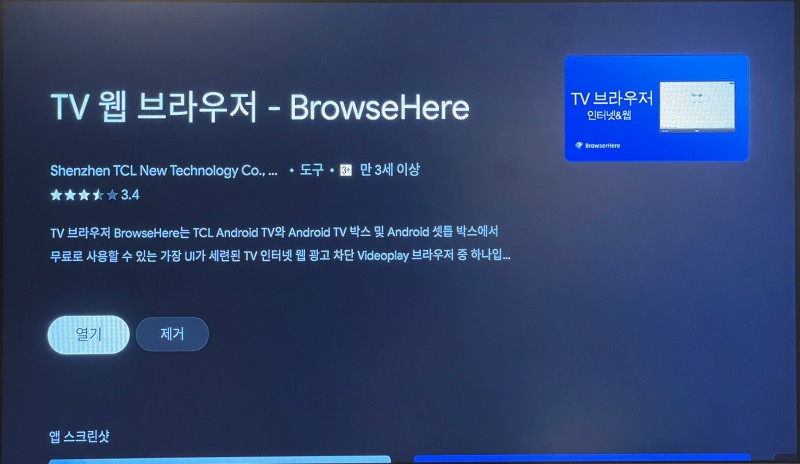 TV 웹 브라우저 - BrowseHere
TV 브라우저
인터넷&웹
BrowserHere
Shenzhen TCL New Technology Co., ... • 도구 • 3+ 만 3세 이상
3.4
TV 브라우저 BrowseHere는 TCL Android TV와 Android TV 박스 및 Android 셋톱 박스에서
무료로 사용할 수 있는 가장 UI가 세련된 TV 인터넷 웹 광고 차단 Videoplay 브라우저 중 하나입...
열기
제거
앱 스크린샷